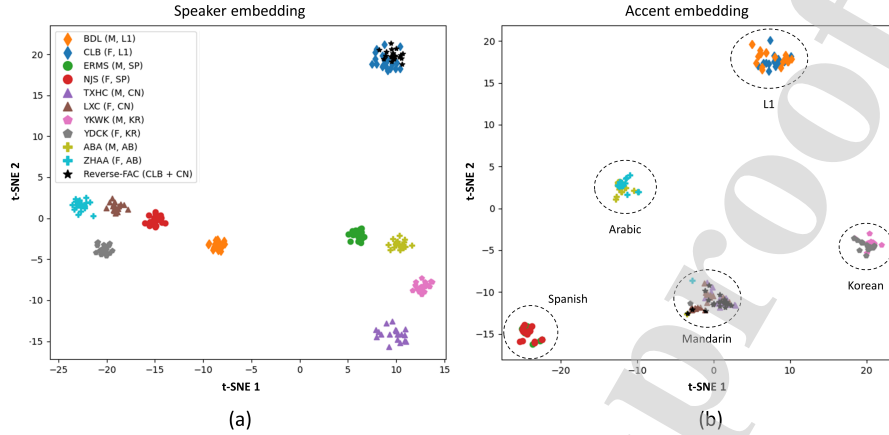 Speaker embedding
20
15
10
5
0
-5
-10
-15
-25
-20
-15
-10
-5
0
5
10
15
t-SNE 2
t-SNE 1
BDL (M, L1)
CLB (F, L1)
ERMS (M, SP)
NJS (F, SP)
TXHC (M, CN)
LXC (F, CN)
YKWK (M, KR)
YDCK (F, KR)
ABA (M, AB)
ZHAA (F, AB)
Reverse-FAC (CLB + CN)
(a)
Accent embedding
20
15
10
5
0
-5
-10
-15
-20
-10
0
10
20
t-SNE 2
t-SNE 1
L1
Arabic
Korean
Spanish
Mandarin
(b)
proof